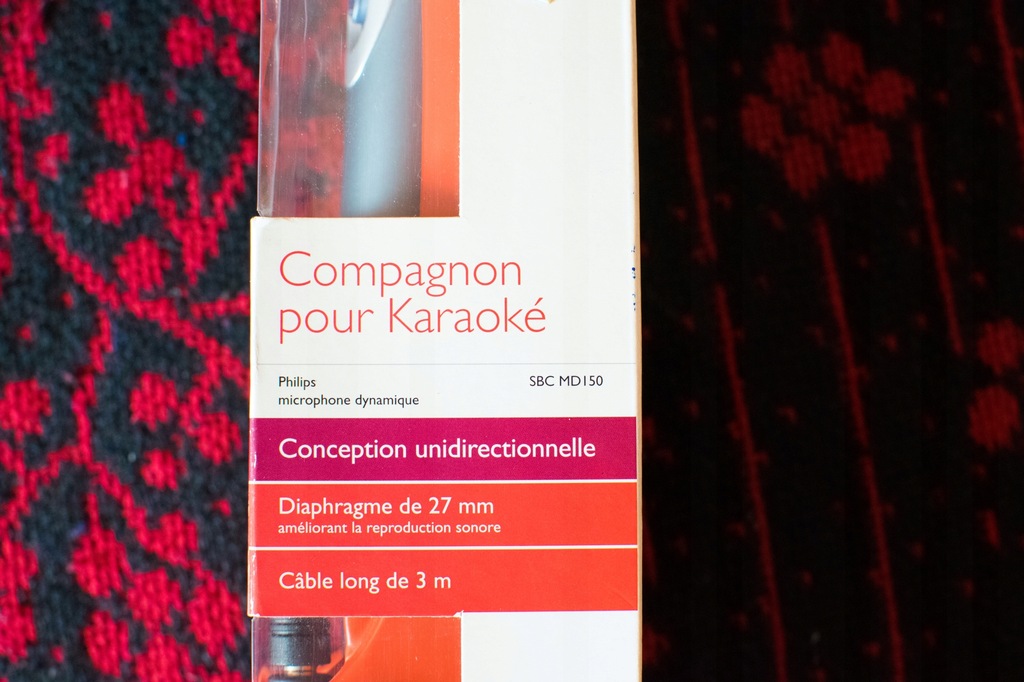 Compagnon
pour Karaoké
Philips SBC MD150
microphone dynamique
Conception unidirectionnelle
Diaphragme de 27 mm
améliorant la reproduction sonore
Câble long de 3 m